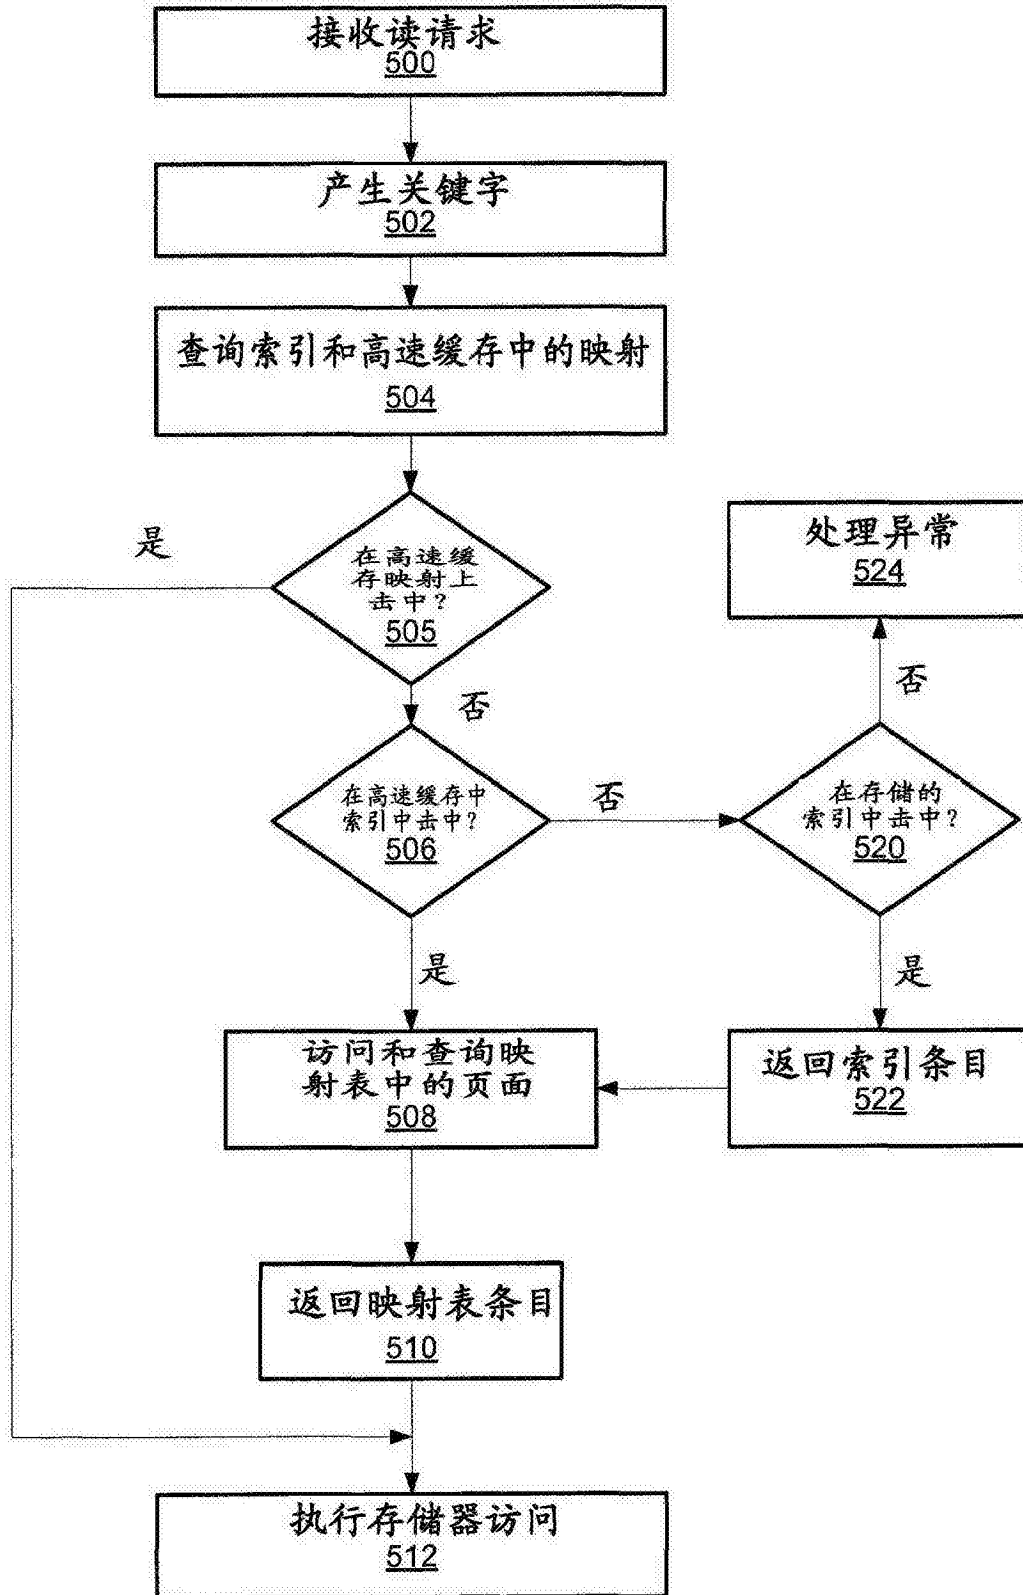 接收读请求
500
产生关键字
502
查询索引和高速缓存中的映射
504
是
在高速缓
存映射上
击中?
505
处理异常
524
否
否
在高速缓存中
索引中击中?
506
否
在存储的
索引中击中?
520
是
是
访问和查询映
射表中的页面
508
返回索引条目
522
返回映射表条目
510
执行存储器访问
512